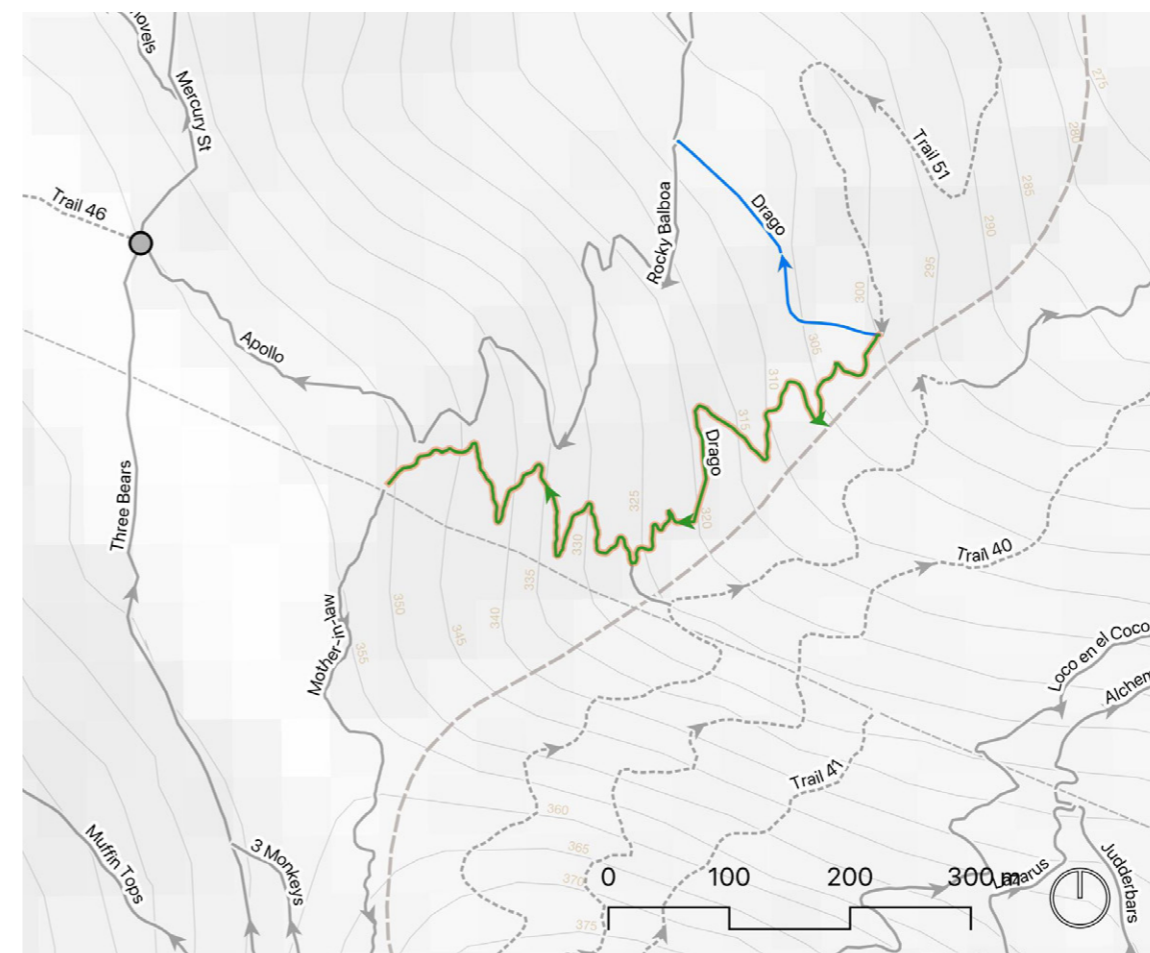 Mercury St
Trail 46
Trail 51
Drago
Rocky Balboa
Apollo
Drago
Three Bears
Mother-in-law
Trail 40
Trail 41
Loco en el Coco
Muffin Tops
3 Monkeys
Judderbars
275
280
285
290
295
300
305
310
315
320
325
330
335
340
345
350
355
360
365
370
375
0 100 200 300 m